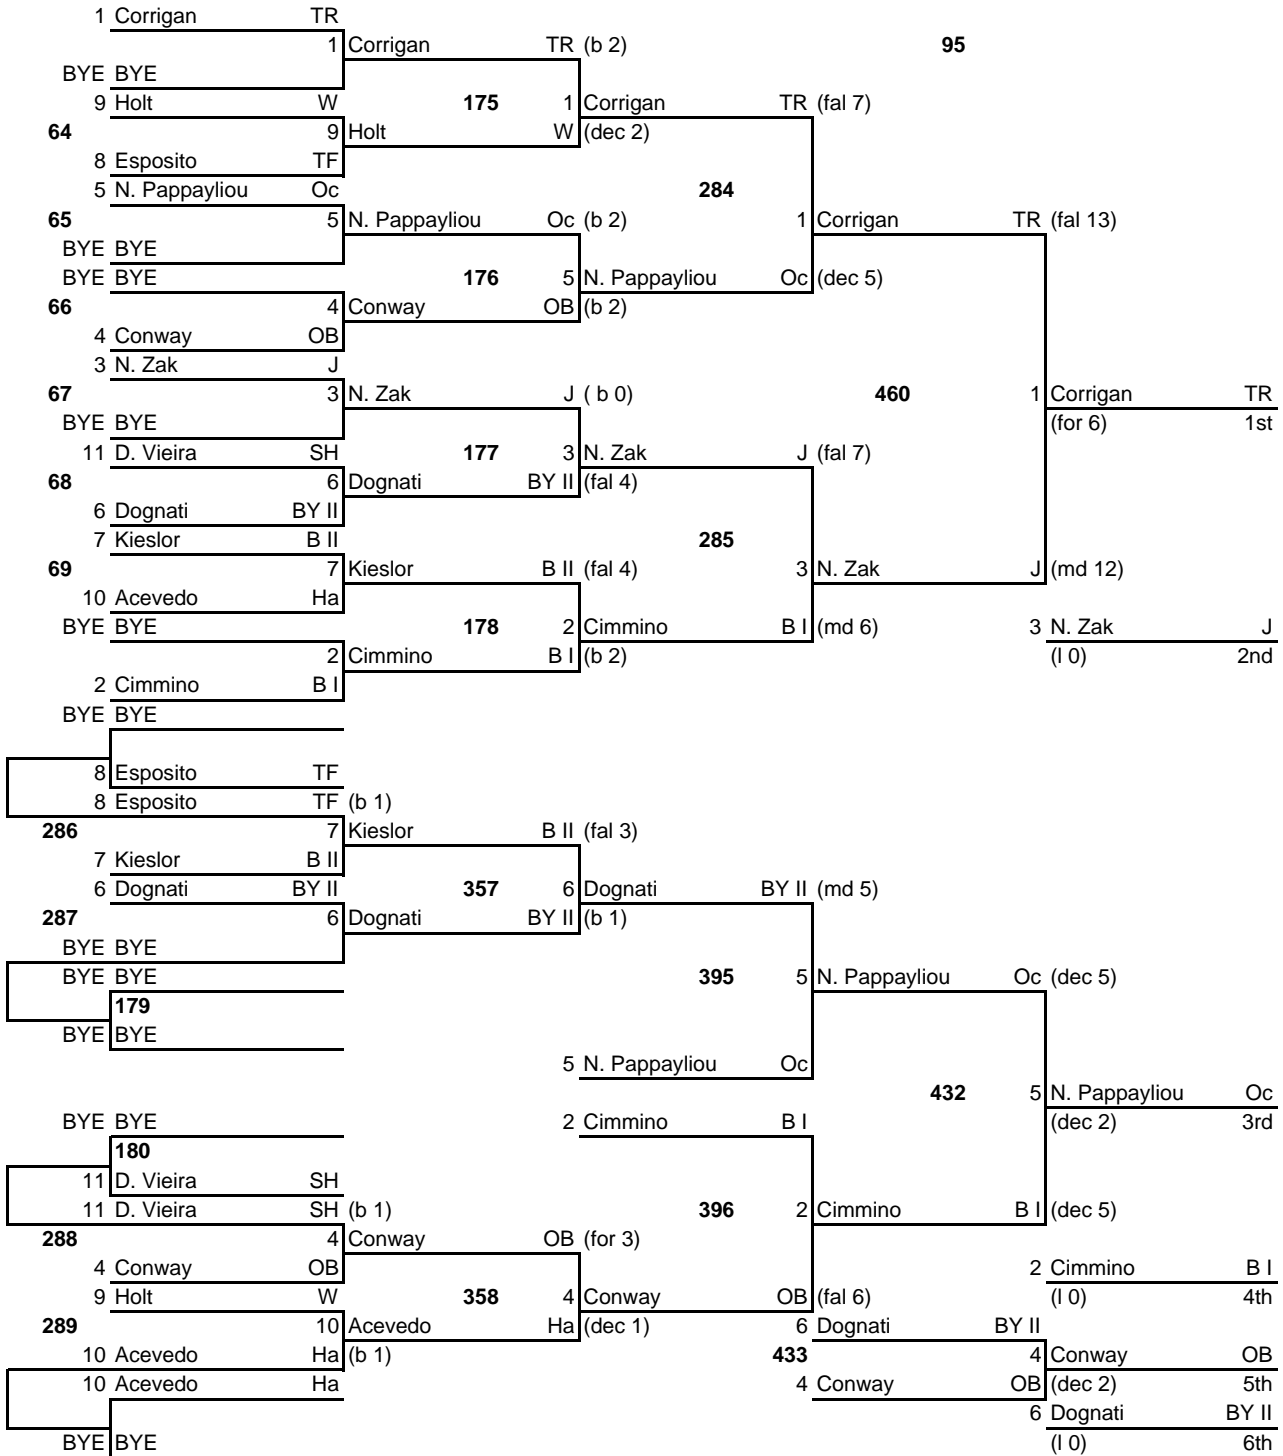 1 Corrigan TR
1 Corrigan TR (b 2) 95
BYE BYE
9 Holt W 175 1 Corrigan TR (fal 7)
64 9 Holt W (dec 2)
8 Esposito TF
5 N. Pappayliou Oc 284
65 5 N. Pappayliou Oc (b 2) 1 Corrigan TR (fal 13)
BYE BYE
BYE BYE 176 5 N. Pappayliou Oc (dec 5)
66 4 Conway OB (b 2)
4 Conway OB
3 N. Zak J
67 3 N. Zak J ( b 0) 460 1 Corrigan TR
BYE BYE (for 6) 1st
11 D. Vieira SH 177 3 N. Zak J (fal 7)
68 6 Dognati BY II (fal 4)
6 Dognati BY II
7 Kieslor B II 285
69 7 Kieslor B II (fal 4) 3 N. Zak J (md 12)
10 Acevedo Ha
BYE BYE 178 2 Cimmino B I (md 6) 3 N. Zak J
2 Cimmino B I (b 2) (l 0) 2nd
2 Cimmino B I
BYE BYE
8 Esposito TF
8 Esposito TF (b 1)
286 7 Kieslor B II (fal 3)
7 Kieslor B II
6 Dognati BY II 357 6 Dognati BY II (md 5)
287 6 Dognati BY II (b 1)
BYE BYE
BYE BYE 395 5 N. Pappayliou Oc (dec 5)
179
BYE BYE
5 N. Pappayliou Oc
432 5 N. Pappayliou Oc
BYE BYE 2 Cimmino B I (dec 2) 3rd
180
11 D. Vieira SH
11 D. Vieira SH (b 1) 396 2 Cimmino B I (dec 5)
288 4 Conway OB (for 3)
4 Conway OB 2 Cimmino B I
9 Holt W 358 4 Conway OB (fal 6) (l 0) 4th
289 10 Acevedo Ha (dec 1) 6 Dognati BY II
10 Acevedo Ha (b 1) 433 4 Conway OB
10 Acevedo Ha 4 Conway OB (dec 2) 5th
6 Dognati BY II
BYE BYE (l 0) 6th